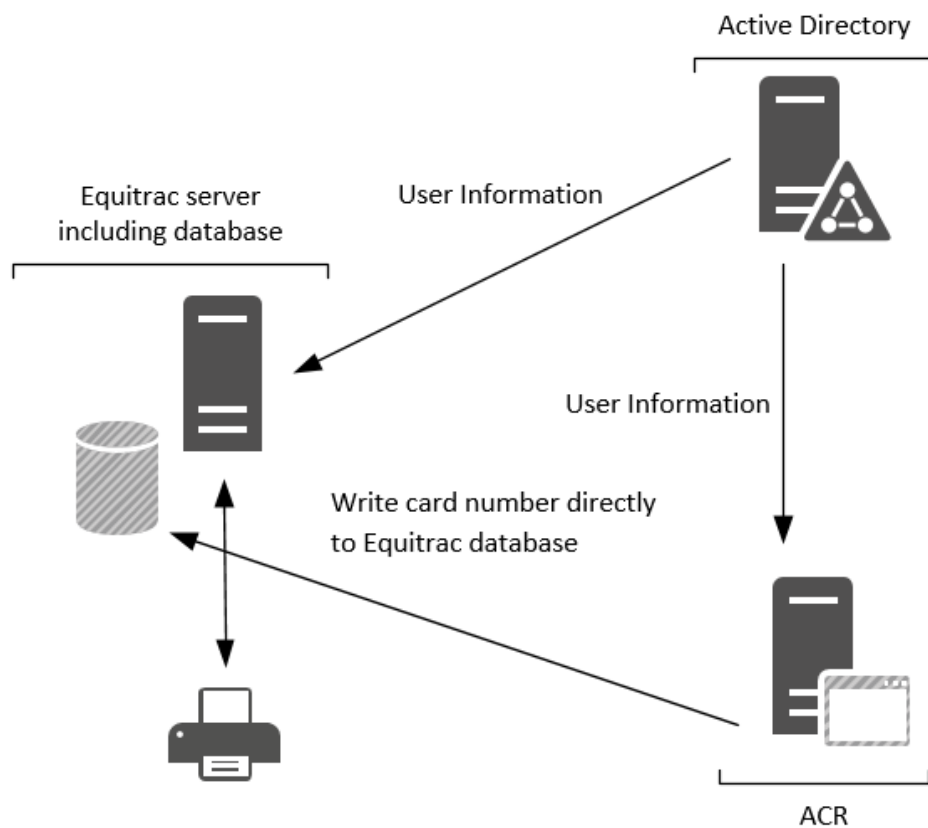 Active Directory
Equitrac server
including database
User Information
User Information
Write card number directly
to Equitrac database
ACR